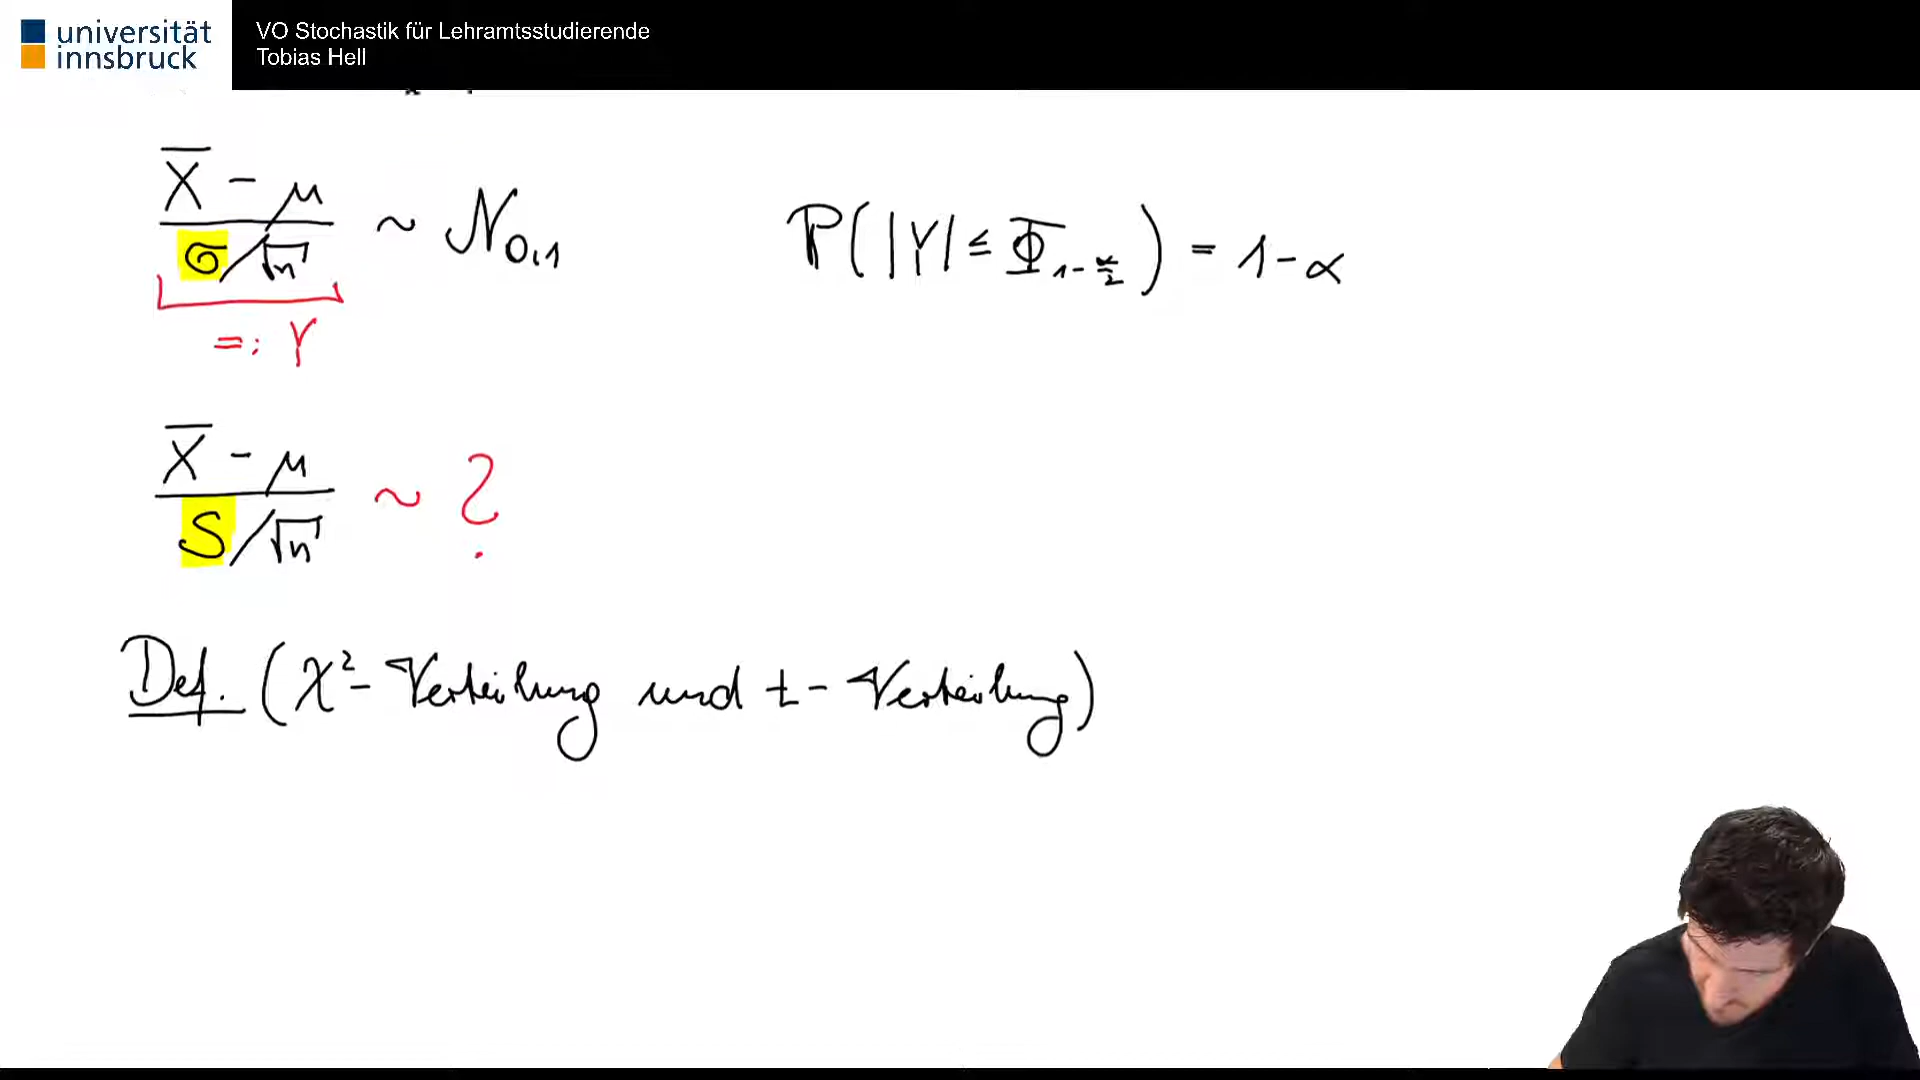 universität
innsbruck
VO Stochastik für Lehramtsstudierende
Tobias Hell
X̅ - μ
σ/√n
~ N₀,₁
=: Y
P(|Y| ≤ Φ₁₋α/₂) = 1 - α
X̅ - μ
S/√n
~ ?
Def. (χ²- Verteilung und t - Verteilung)